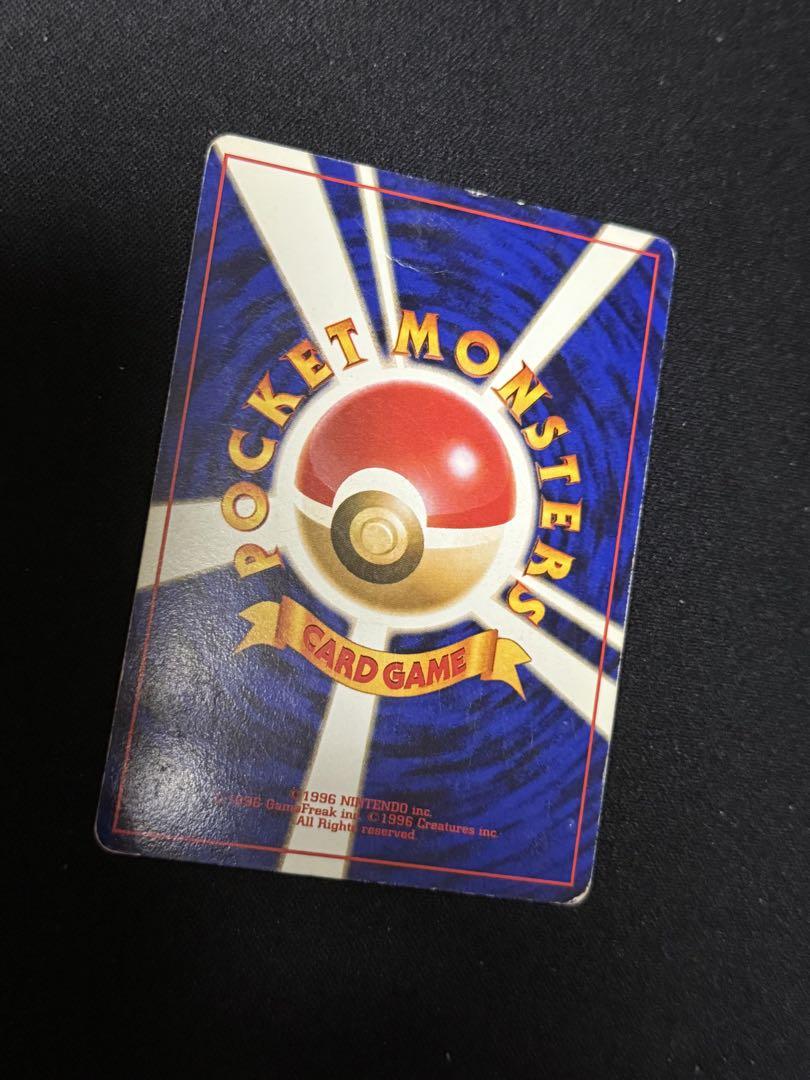 POCKET MONSTERS
CARD GAME
©1996 NINTENDO inc.
©1996 GameFreak inc. ©1996 Creatures inc.
All Rights reserved.